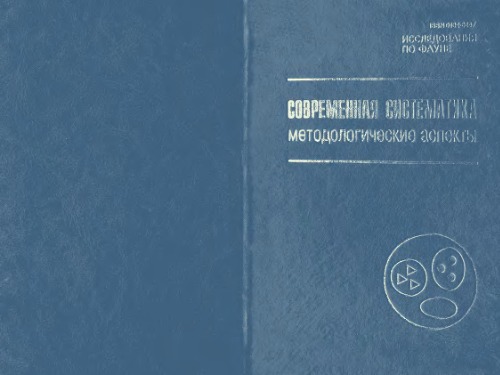 ИССЛЕДОВАНИЯ
ПО ФАУНЕ
СОВРЕМЕННАЯ СИСТЕМАТИКА
методологические аспекты